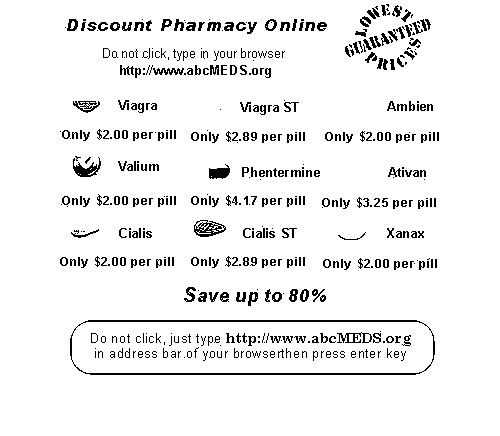 Discount Pharmacy Online
LOWEST
GUARANTEED
PRICES
Do not click, type in your browser
http://www.abcMEDS.org
Viagra Viagra ST Ambien
Only $2.00 per pill Only $2.89 per pill Only $2.00 per pill
Valium Phentermine Ativan
Only $2.00 per pill Only $4.17 per pill Only $3.25 per pill
Cialis Cialis ST Xanax
Only $2.00 per pill Only $2.89 per pill Only $2.00 per pill
Save up to 80%
Do not click, just type http://www.abcMEDS.org
in address bar of your browserthen press enter key